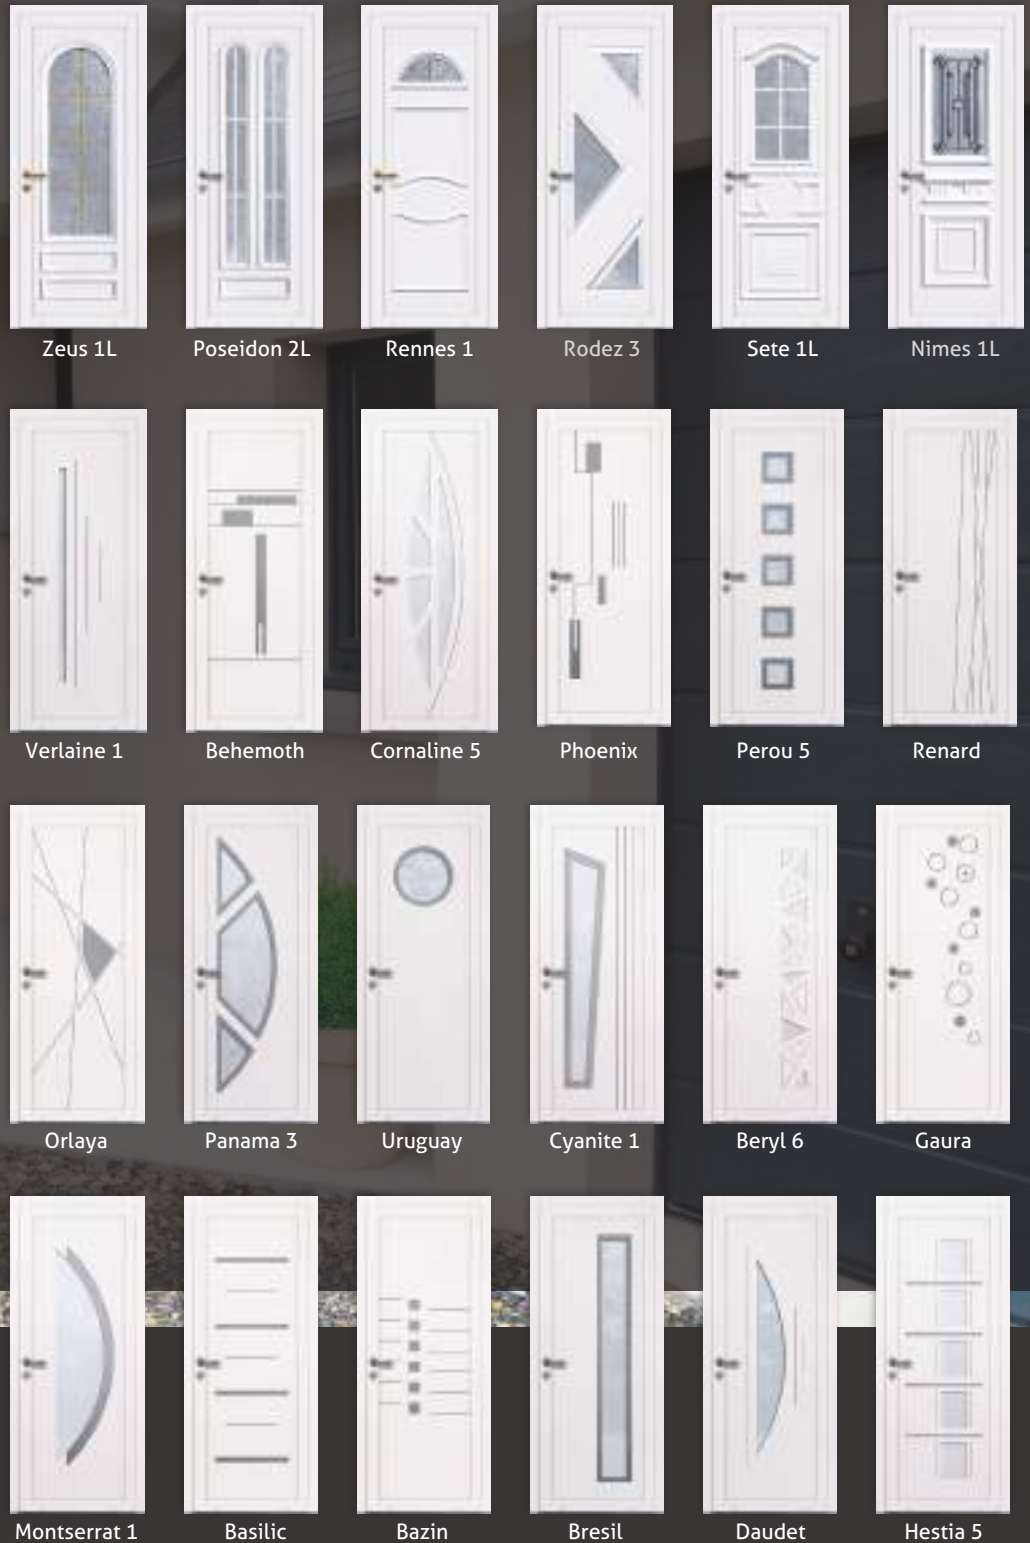 Zeus 1L Poseidon 2L Rennes 1 Rodez 3 Sete 1L Nimes 1L
Verlaine 1 Behemoth Cornaline 5 Phoenix Perou 5 Renard
Orlaya Panama 3 Uruguay Cyanite 1 Beryl 6 Gaura
Montserrat 1 Basilic Bazin Bresil Daudet Hestia 5